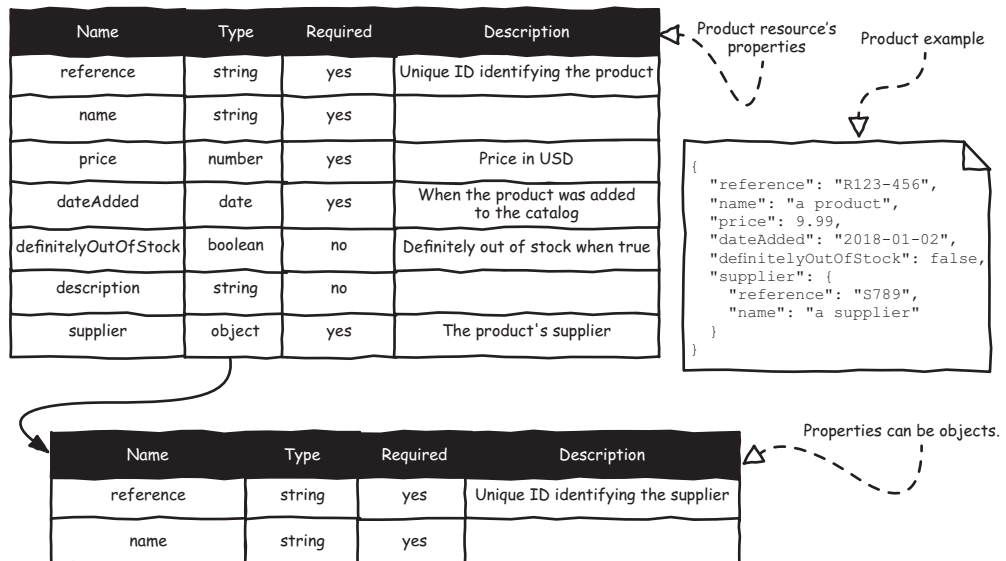 Name Type Required Description
reference string yes Unique ID identifying the product
name string yes
price number yes Price in USD
dateAdded date yes When the product was added
to the catalog
definitelyOutOfStock boolean no Definitely out of stock when true
description string no
supplier object yes The product's supplier
Product resource's
properties
Product example
{
"reference": "R123-456",
"name": "a product",
"price": 9.99,
"dateAdded": "2018-01-02",
"definitelyOutOfStock": false,
"supplier": {
"reference": "S789",
"name": "a supplier"
}
}
Properties can be objects.
Name Type Required Description
reference string yes Unique ID identifying the supplier
name string yes